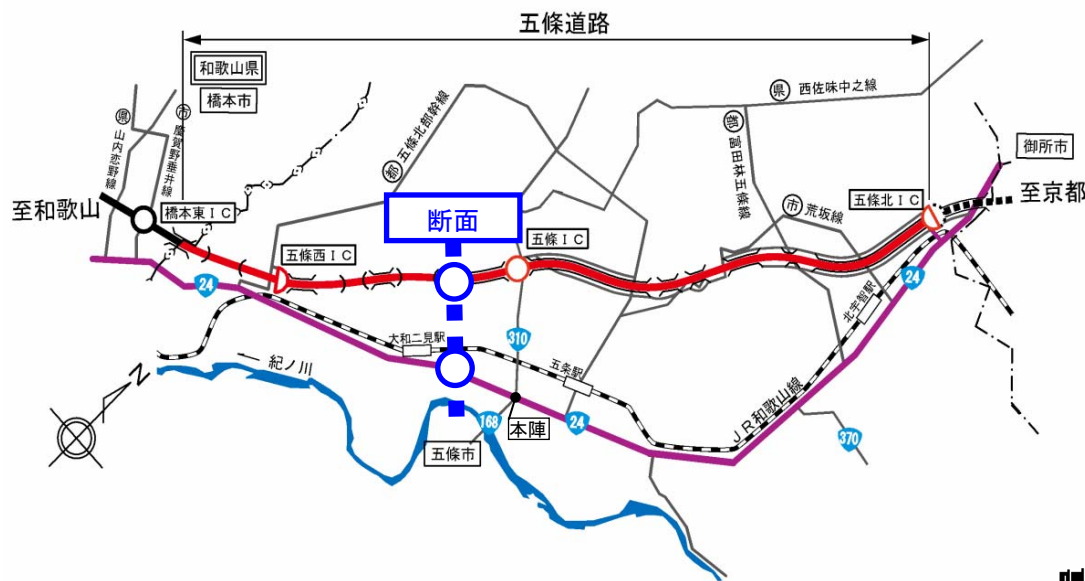 五條道路
和歌山県
橋本市
県 山内恋野線
市 慶賀野垂井線
都 五條北部幹線
県 西佐味中之線
都 富田林五條線
市 荒坂線
御所市
至和歌山
橋本東IC
五條西IC
断面
五條IC
五條北IC
至京都
24
大和二見駅
310
五条駅
北宇智駅
24
紀ノ川
JR和歌山線
N
168
本陣
24
370
五條市